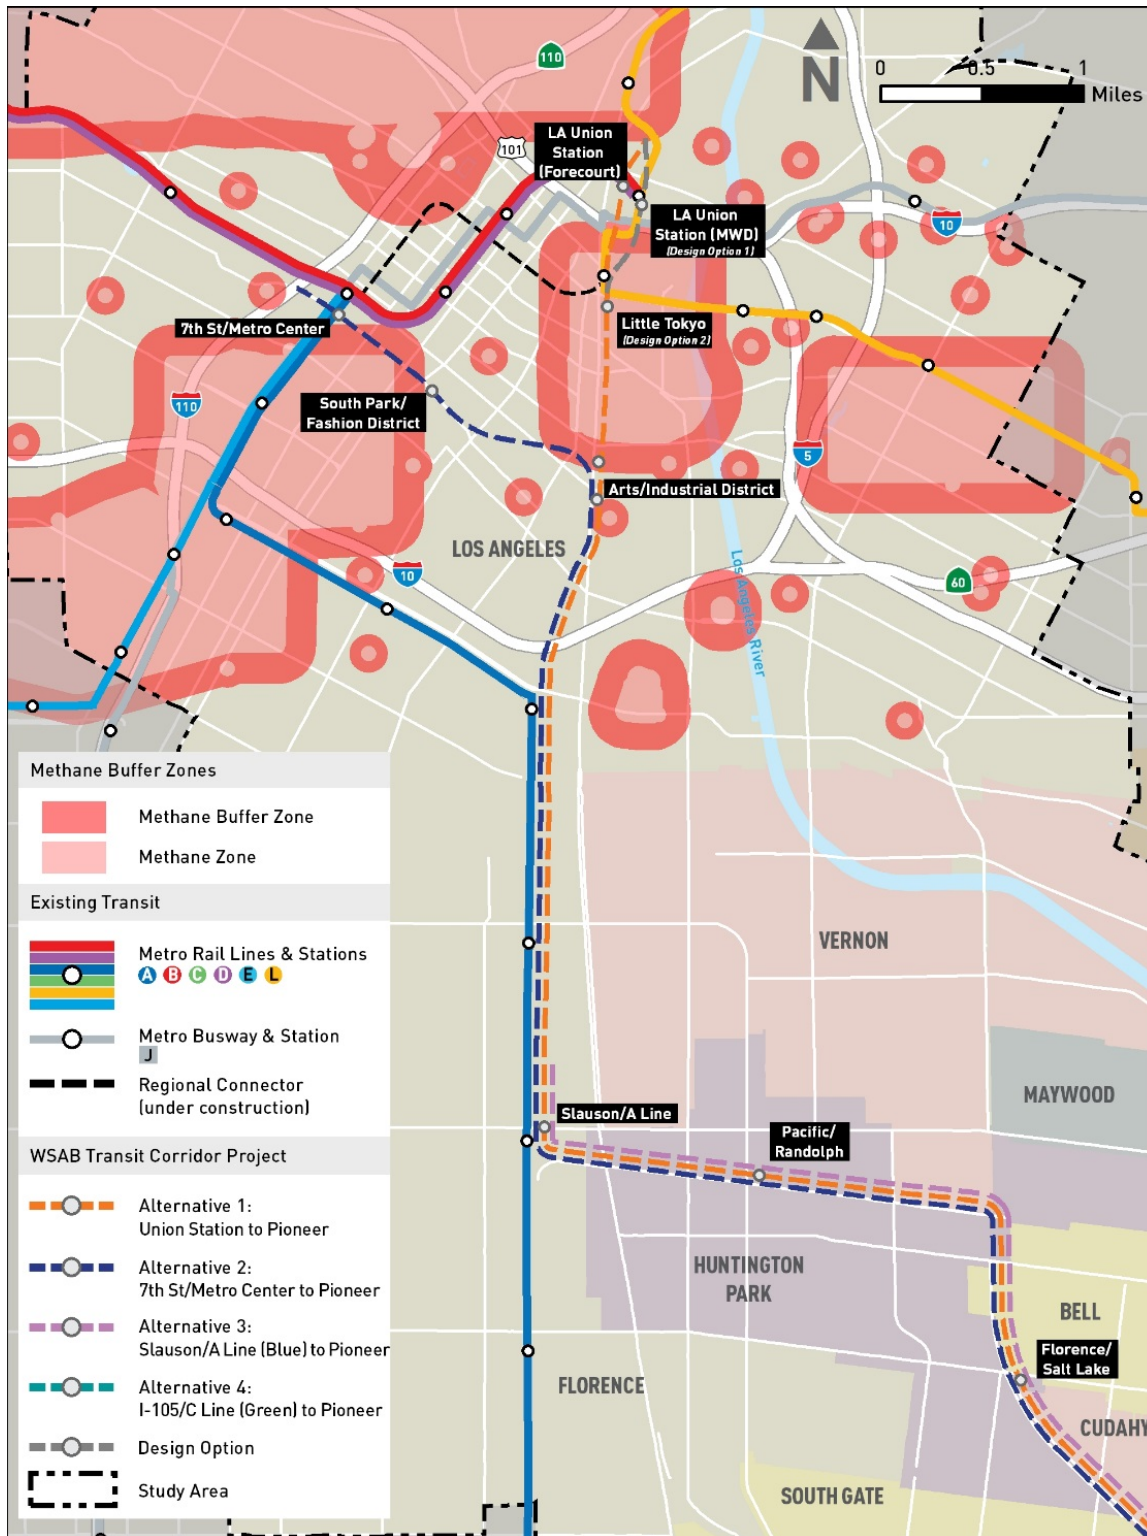 110
N
0 0.5 1
Miles
LA Union
Station
(Forecourt)
101
LA Union
Station (MWD)
(Design Option 1)
10
7th St/Metro Center
Little Tokyo
(Design Option 2)
110
South Park/
Fashion District
5
Arts/Industrial District
LOS ANGELES
10
60
Los Angeles River
Methane Buffer Zones
Methane Buffer Zone
Methane Zone
Existing Transit
Metro Rail Lines & Stations
A B C D E L
Metro Busway & Station
J
Regional Connector
(under construction)
WSAB Transit Corridor Project
Alternative 1:
Union Station to Pioneer
Alternative 2:
7th St/Metro Center to Pioneer
Alternative 3:
Slauson/A Line (Blue) to Pioneer
Alternative 4:
I-105/C Line (Green) to Pioneer
Design Option
Study Area
VERNON
MAYWOOD
Slauson/A Line
Pacific/
Randolph
HUNTINGTON
PARK
BELL
Florence/
Salt Lake
FLORENCE
CUDAHY
SOUTH GATE